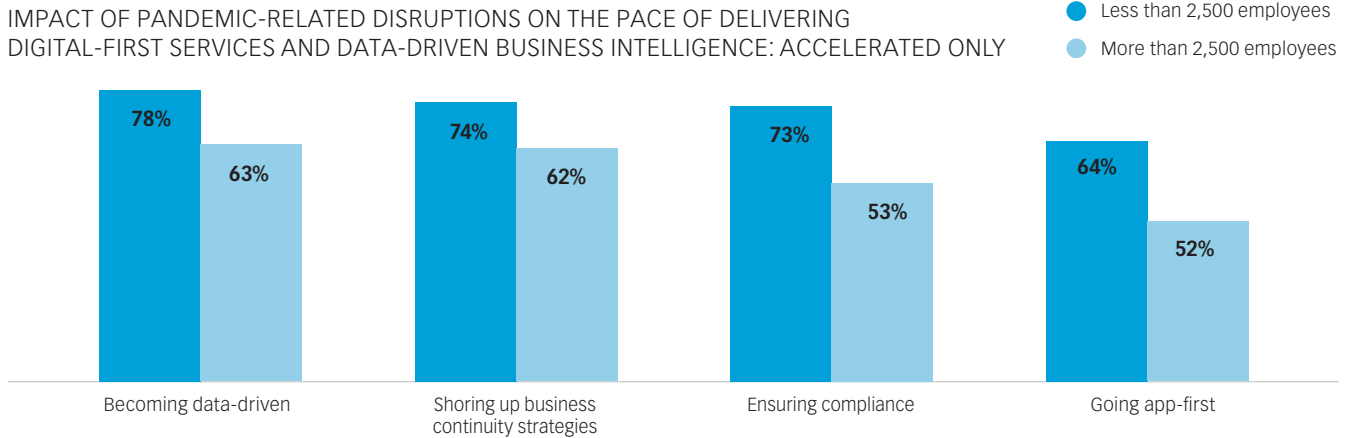 IMPACT OF PANDEMIC-RELATED DISRUPTIONS ON THE PACE OF DELIVERING
DIGITAL-FIRST SERVICES AND DATA-DRIVEN BUSINESS INTELLIGENCE: ACCELERATED ONLY
Less than 2,500 employees
More than 2,500 employees
78%
63%
74%
62%
73%
53%
64%
52%
Becoming data-driven
Shoring up business
continuity strategies
Ensuring compliance
Going app-first